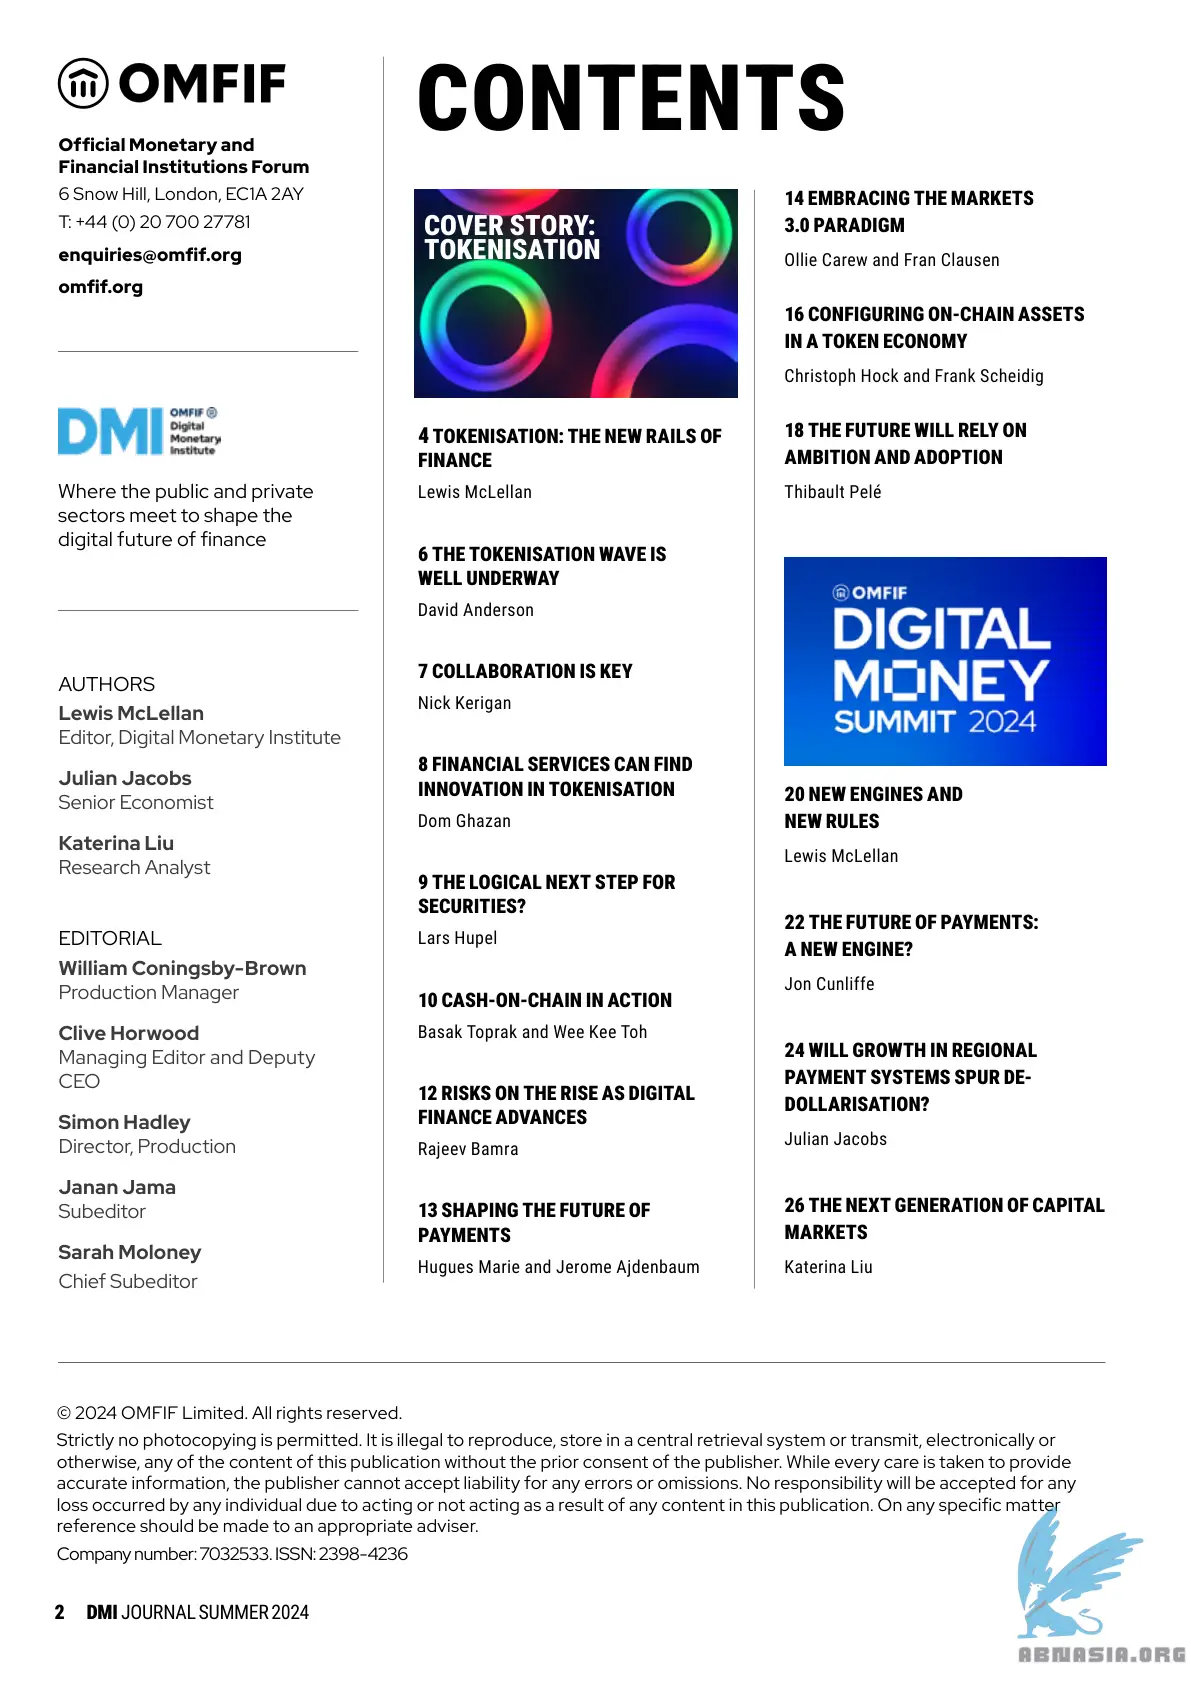 OMFIF
Official Monetary and
Financial Institutions Forum
6 Snow Hill, London, EC1A 2AY
T: +44 (0) 20 700 27781
enquiries@omfif.org
omfif.org
DMI
OMFIF
Digital
Monetary
Institute
Where the public and private
sectors meet to shape the
digital future of finance
AUTHORS
Lewis McLellan
Editor, Digital Monetary Institute
Julian Jacobs
Senior Economist
Katerina Liu
Research Analyst
EDITORIAL
William Coningsby-Brown
Production Manager
Clive Horwood
Managing Editor and Deputy
CEO
Simon Hadley
Director, Production
Janan Jama
Subeditor
Sarah Moloney
Chief Subeditor
CONTENTS
COVER STORY:
TOKENISATION
4 TOKENISATION: THE NEW RAILS OF
FINANCE
Lewis McLellan
6 THE TOKENISATION WAVE IS
WELL UNDERWAY
David Anderson
7 COLLABORATION IS KEY
Nick Kerigan
8 FINANCIAL SERVICES CAN FIND
INNOVATION IN TOKENISATION
Dom Ghazan
9 THE LOGICAL NEXT STEP FOR
SECURITIES?
Lars Hupel
10 CASH-ON-CHAIN IN ACTION
Basak Toprak and Wee Kee Toh
12 RISKS ON THE RISE AS DIGITAL
FINANCE ADVANCES
Rajeev Bamra
13 SHAPING THE FUTURE OF
PAYMENTS
Hugues Marie and Jerome Ajdenbaum
14 EMBRACING THE MARKETS
3.0 PARADIGM
Ollie Carew and Fran Clausen
16 CONFIGURING ON-CHAIN ASSETS
IN A TOKEN ECONOMY
Christoph Hock and Frank Scheidig
18 THE FUTURE WILL RELY ON
AMBITION AND ADOPTION
Thibault Pelé
OMFIF
DIGITAL
MONEY
SUMMIT 2024
20 NEW ENGINES AND
NEW RULES
Lewis McLellan
22 THE FUTURE OF PAYMENTS:
A NEW ENGINE?
Jon Cunliffe
24 WILL GROWTH IN REGIONAL
PAYMENT SYSTEMS SPUR DE-
DOLLARISATION?
Julian Jacobs
26 THE NEXT GENERATION OF CAPITAL
MARKETS
Katerina Liu
© 2024 OMFIF Limited. All rights reserved.
Strictly no photocopying is permitted. It is illegal to reproduce, store in a central retrieval system or transmit, electronically or
otherwise, any of the content of this publication without the prior consent of the publisher. While every care is taken to provide
accurate information, the publisher cannot accept liability for any errors or omissions. No responsibility will be accepted for any
loss occurred by any individual due to acting or not acting as a result of any content in this publication. On any specific matter
reference should be made to an appropriate adviser.
Company number: 7032533. ISSN: 2398-4236
2 DMI JOURNAL SUMMER 2024
ABNASIA.ORG